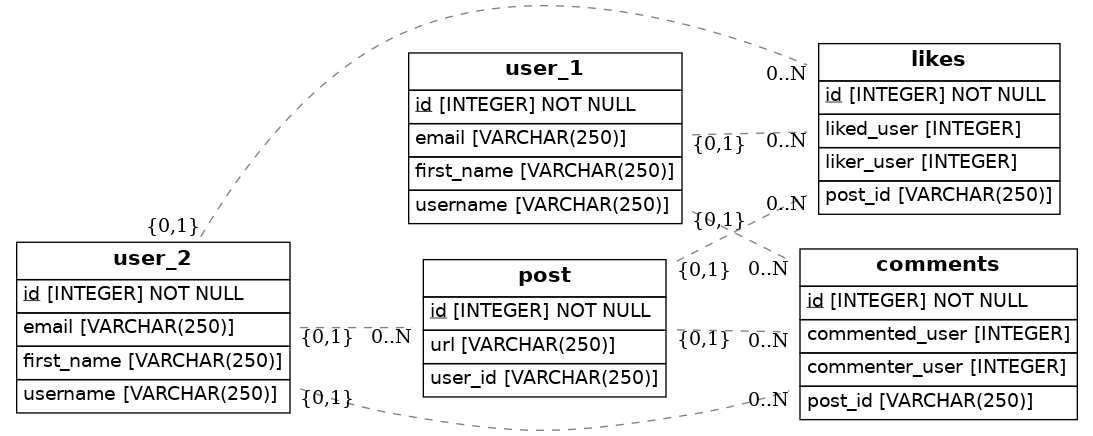 user_1
id [INTEGER] NOT NULL
email [VARCHAR(250)]
first_name [VARCHAR(250)]
username [VARCHAR(250)]
likes
id [INTEGER] NOT NULL
liked_user [INTEGER]
liker_user [INTEGER]
post_id [VARCHAR(250)]
0..N
{0,1}
0..N
0..N
{0,1}
{0,1}
user_2
id [INTEGER] NOT NULL
email [VARCHAR(250)]
first_name [VARCHAR(250)]
username [VARCHAR(250)]
post
id [INTEGER] NOT NULL
url [VARCHAR(250)]
user_id [VARCHAR(250)]
comments
id [INTEGER] NOT NULL
commented_user [INTEGER]
commenter_user [INTEGER]
post_id [VARCHAR(250)]
{0,1}
0..N
{0,1}
0..N
{0,1}
0..N
{0,1}
0..N